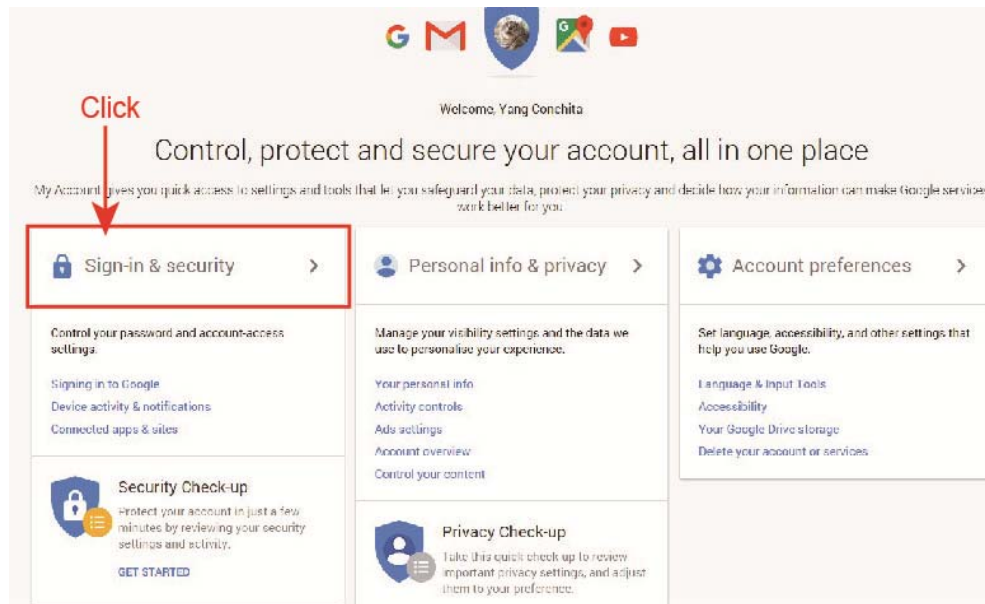 Click
Welcome, Yang Conchita
Control, protect and secure your account, all in one place
My Account gives you quick access to settings and tools that let you safeguard your data, protect your privacy and decide how your information can make Google services
work better for you
Sign-in & security
Control your password and account-access
settings.
Signing in to Google
Device activity & notifications
Connected apps & sites
Security Check-up
Protect your account in just a few
minutes by reviewing your security
settings and activity.
GET STARTED
Personal info & privacy
Manage your visibility settings and the data we
use to personalise your experience.
Your personal info
Activity controls
Ads settings
Account overview
Control your content
Privacy Check-up
Take this quick check up to review
important privacy settings, and adjust
them to your preference.
Account preferences
Set language, accessibility, and other settings that
help you use Google.
Language & Input Tools
Accessibility
Your Google Drive storage
Delete your account or services